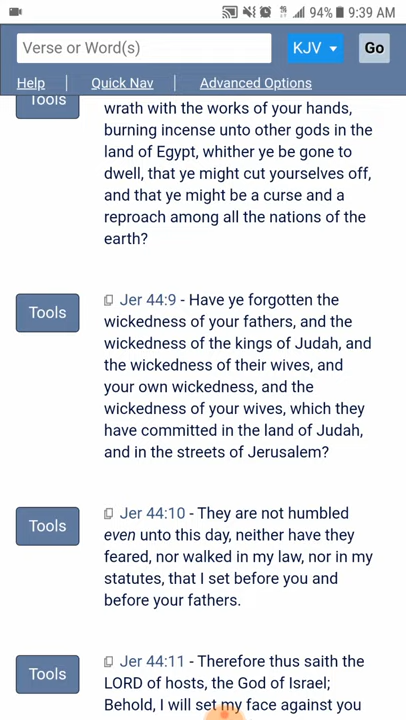 94% 9:39 AM
Verse or Word(s) KJV Go
Help Quick Nav Advanced Options
Tools
wrath with the works of your hands,
burning incense unto other gods in the
land of Egypt, whither ye be gone to
dwell, that ye might cut yourselves off,
and that ye might be a curse and a
reproach among all the nations of the
earth?
Tools
Jer 44:9 - Have ye forgotten the
wickedness of your fathers, and the
wickedness of the kings of Judah, and
the wickedness of their wives, and
your own wickedness, and the
wickedness of your wives, which they
have committed in the land of Judah,
and in the streets of Jerusalem?
Tools
Jer 44:10 - They are not humbled
even unto this day, neither have they
feared, nor walked in my law, nor in my
statutes, that I set before you and
before your fathers.
Tools
Jer 44:11 - Therefore thus saith the
LORD of hosts, the God of Israel;
Behold, I will set my face against you